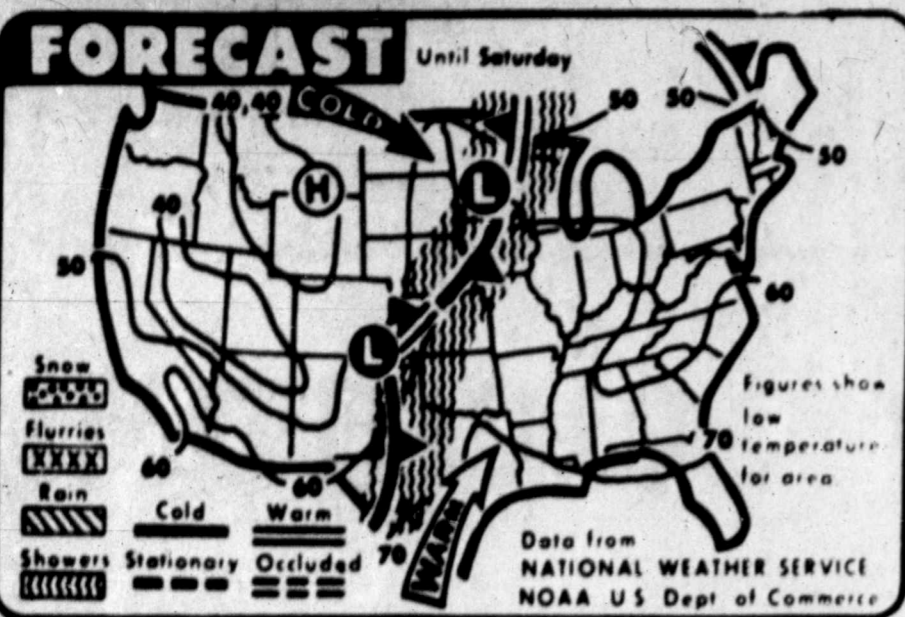 FORECAST
Until Saturday
40 40
COLD
50
50
50
H
L
40
50
60
L
Snow
Flurries
Rain
Showers
Cold
Warm
Stationary
Occluded
60
60
70
WARM
70
Figures show
low
temperature
for area
Data from
NATIONAL WEATHER SERVICE
NOAA US Dept of Commerce